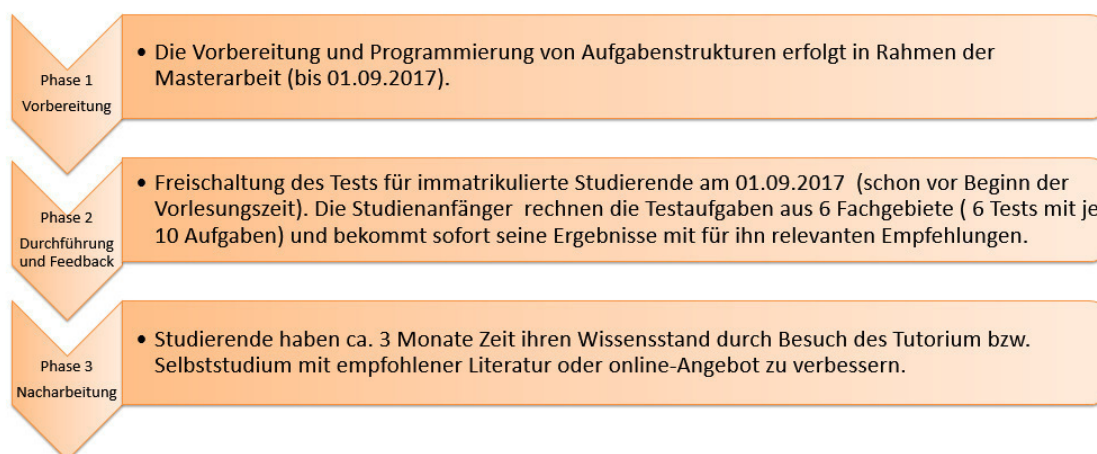 Phase 1
Vorbereitung
• Die Vorbereitung und Programmierung von Aufgabenstrukturen erfolgt in Rahmen der
Masterarbeit (bis 01.09.2017).
Phase 2
Durchführung
und Feedback
• Freischaltung des Tests für immatrikulierte Studierende am 01.09.2017 (schon vor Beginn der
Vorlesungszeit). Die Studienanfänger rechnen die Testaufgaben aus 6 Fachgebiete ( 6 Tests mit je
10 Aufgaben) und bekommt sofort seine Ergebnisse mit für ihn relevanten Empfehlungen.
Phase 3
Nacharbeitung
• Studierende haben ca. 3 Monate Zeit ihren Wissensstand durch Besuch des Tutorium bzw.
Selbststudium mit empfohlener Literatur oder online-Angebot zu verbessern.